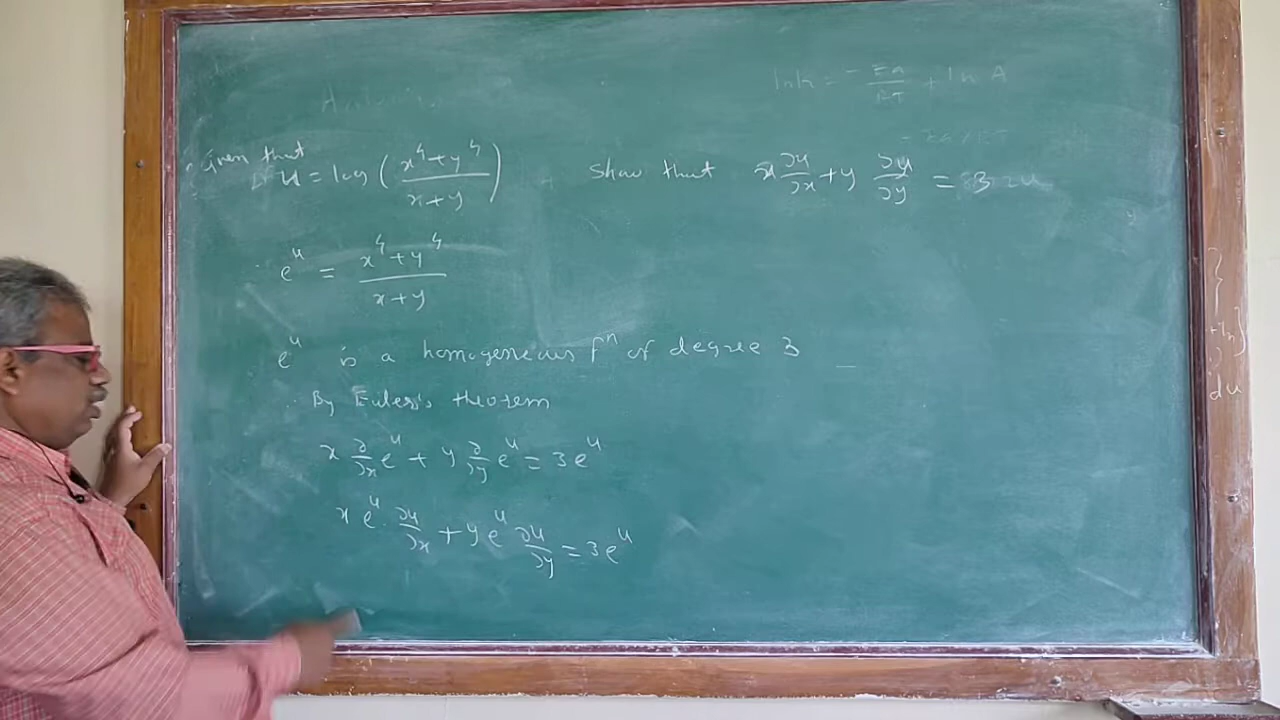 lnk = - Ea/RT + ln A
Given that
u = log ( x⁴+y⁴ / x+y ) Show that x ∂u/∂x + y ∂u/∂y = 3
e^u = x⁴+y⁴ / x+y
e^u is a homogeneous fⁿ of degree 3
By Euler's theorem
x ∂/∂x e^u + y ∂/∂y e^u = 3e^u
x e^u · ∂u/∂x + y e^u ∂u/∂y = 3e^u
du